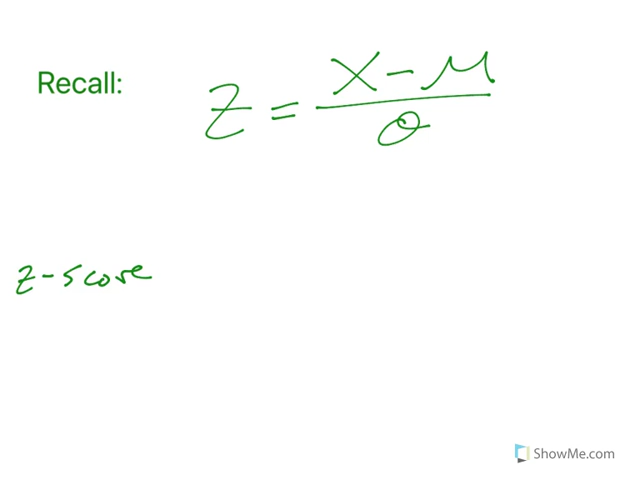 Recall:
Z = X - μ / σ
z-score
ShowMe.com